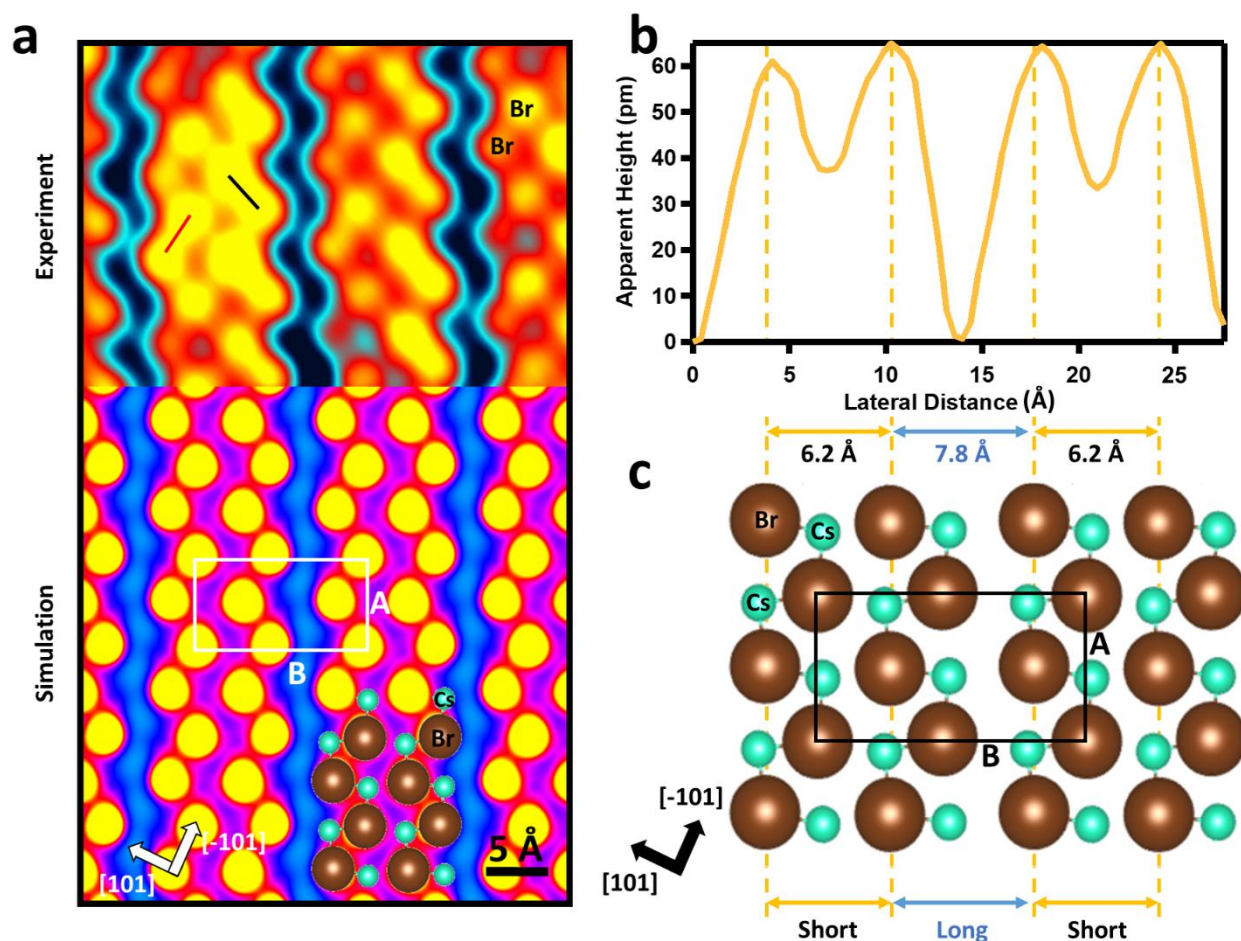 a
Experiment
Br
Br
Simulation
A
B
Cs
Br
[-101]
[101]
5 Å
b
Apparent Height (pm)
60
50
40
30
20
10
0
0
5
10
15
20
25
Lateral Distance (Å)
6.2 Å
7.8 Å
6.2 Å
c
Br
Cs
Cs
A
B
[-101]
[101]
Short
Long
Short